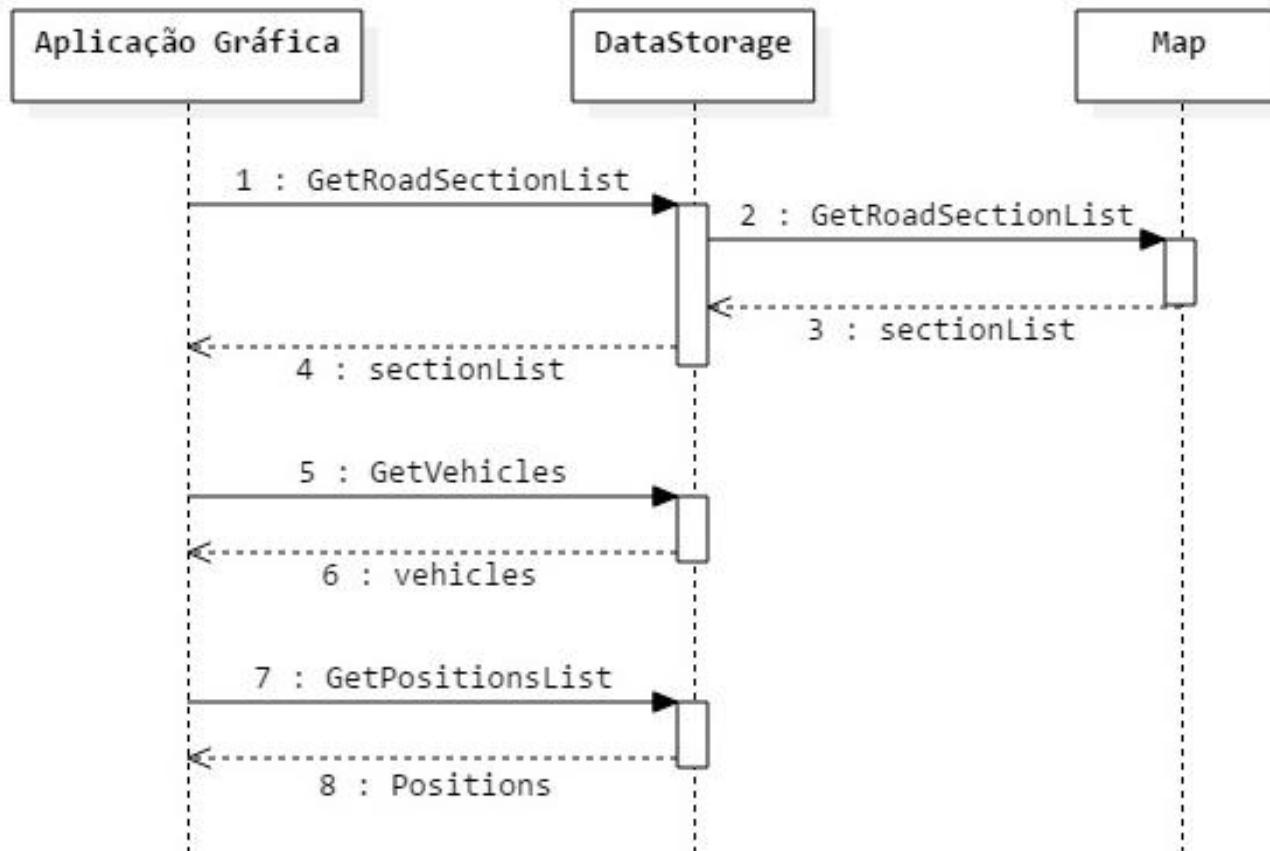 Aplicação Gráfica
DataStorage
Map
1 : GetRoadSectionList
2 : GetRoadSectionList
3 : sectionList
4 : sectionList
5 : GetVehicles
6 : vehicles
7 : GetPositionsList
8 : Positions